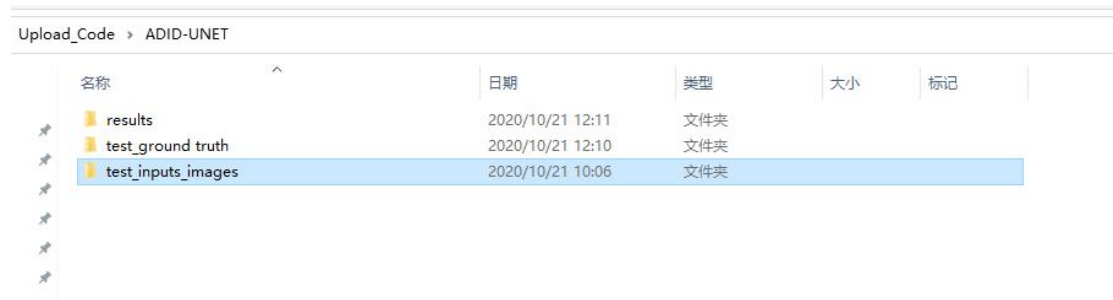 Upload_Code > ADID-UNET
名称 日期 类型 大小 标记
results 2020/10/21 12:11 文件夹
test_ground truth 2020/10/21 12:10 文件夹
test_inputs_images 2020/10/21 10:06 文件夹